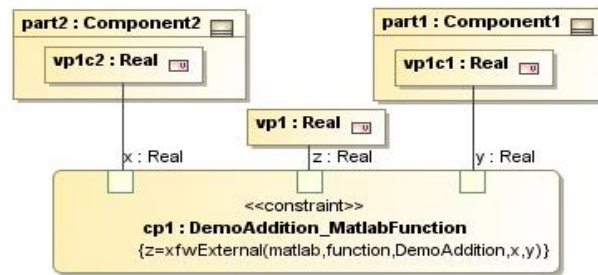 part2 : Component2
part1 : Component1
vp1c2 : Real
vp1c1 : Real
vp1 : Real
x : Real
z : Real
y : Real
<<constraint>>
cp1 : DemoAddition_MatlabFunction
{z=xfwExternal(matlab,function,DemoAddition,x,y)}